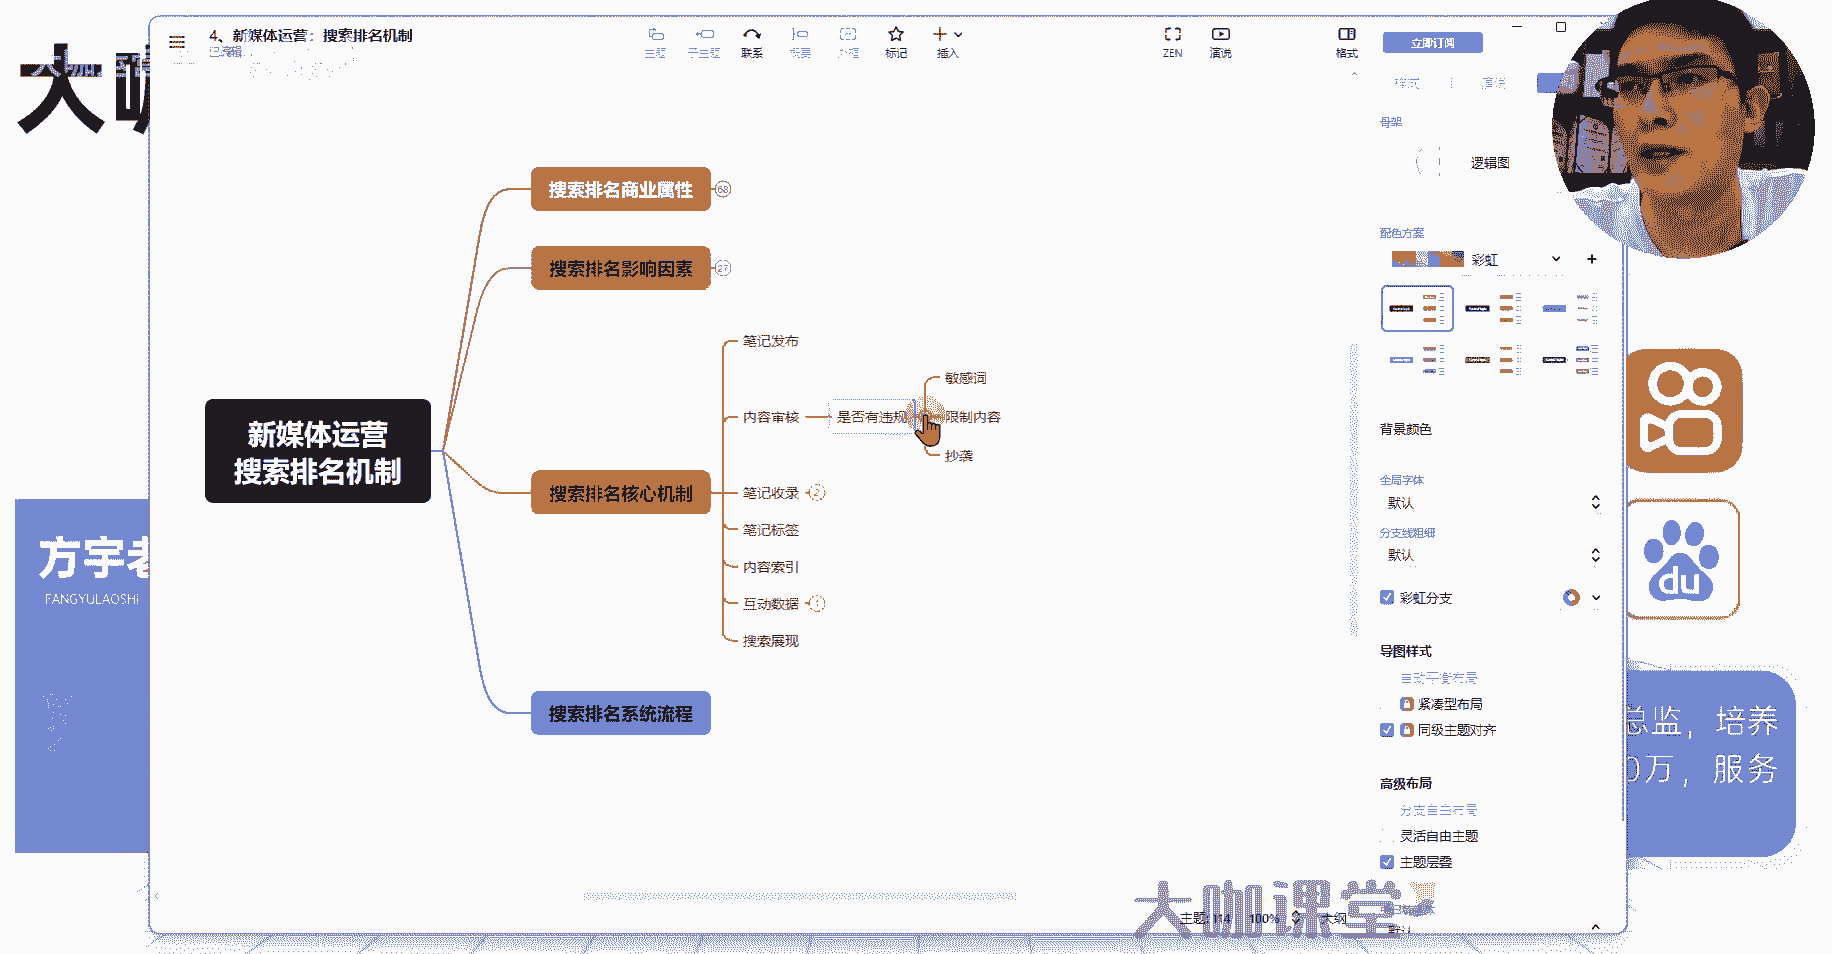 4、新媒体运营：搜索排名机制
已编辑
主题
子主题
联系
概要
外框
标记
插入
ZEN
演说
格式
立即订阅
样式
演说
骨架
逻辑图
配色方案
彩虹
背景颜色
全局字体
默认
分支线粗细
默认
彩虹分支
导图样式
自动平衡布局
紧凑型布局
同级主题对齐
高级布局
分支自由布局
灵活自由主题
主题层叠
默认
新媒体运营
搜索排名机制
搜索排名商业属性
68
搜索排名影响因素
27
搜索排名核心机制
笔记发布
内容审核
是否有违规
敏感词
限制内容
抄袭
笔记收录
2
笔记标签
内容索引
互动数据
搜索展现
搜索排名系统流程
主题: 114
100%
大纲
大咖课堂
大咖
方宇老
FANGYULAOSHI
du
总监，培养
0万，服务